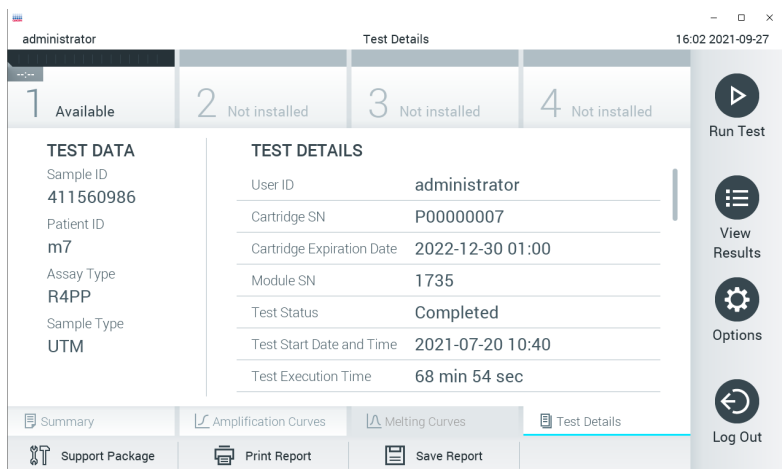 administrator
Test Details
16:02 2021-09-27
--:--
1 Available
2 Not installed
3 Not installed
4 Not installed
TEST DATA
Sample ID
411560986
Patient ID
m7
Assay Type
R4PP
Sample Type
UTM
TEST DETAILS
User ID administrator
Cartridge SN P00000007
Cartridge Expiration Date 2022-12-30 01:00
Module SN 1735
Test Status Completed
Test Start Date and Time 2021-07-20 10:40
Test Execution Time 68 min 54 sec
Run Test
View
Results
Options
Log Out
Summary
Amplification Curves
Melting Curves
Test Details
Support Package
Print Report
Save Report